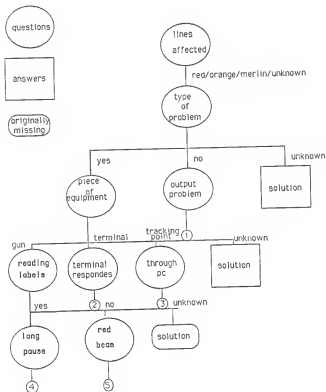 questions
lines
affected
answers
red/orange/merlin/unknown
type
of
problem
originally
missing
yes
no
unknown
piece
of
equipment
output
problem
solution
tracking
point
1
gun
terminal
unknown
reading
labels
terminal
respondes
through
pc
solution
2
3
yes
no
unknown
long
pause
red
beam
solution
4
5